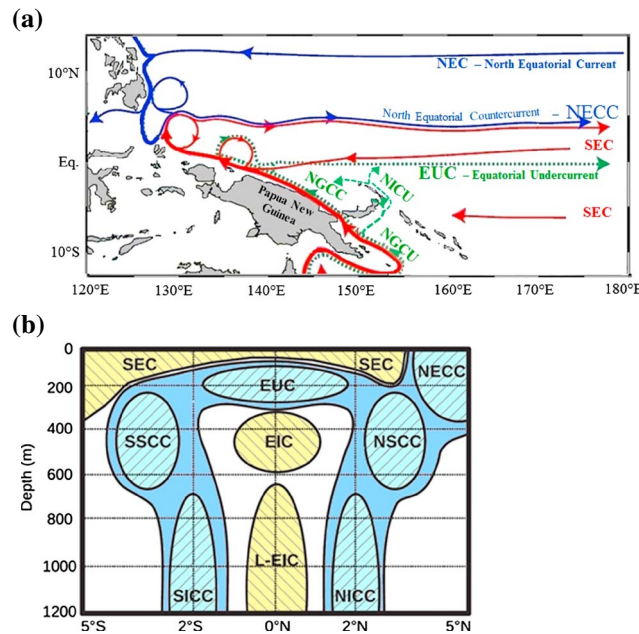 (a)
10°N
Eq.
10°S
NEC – North Equatorial Current
North Equatorial Countercurrent – NECC
SEC
EUC – Equatorial Undercurrent
NGCC
NICU
Papua New
Guinea
SEC
NGCU
120°E
130°E
140°E
150°E
160°E
170°E
180°E
(b)
Depth (m)
0
200
400
600
800
1000
1200
SEC
SEC
NECC
EUC
SSCC
EIC
NSCC
L-EIC
SICC
NICC
5°S
2°S
0°N
2°N
5°N